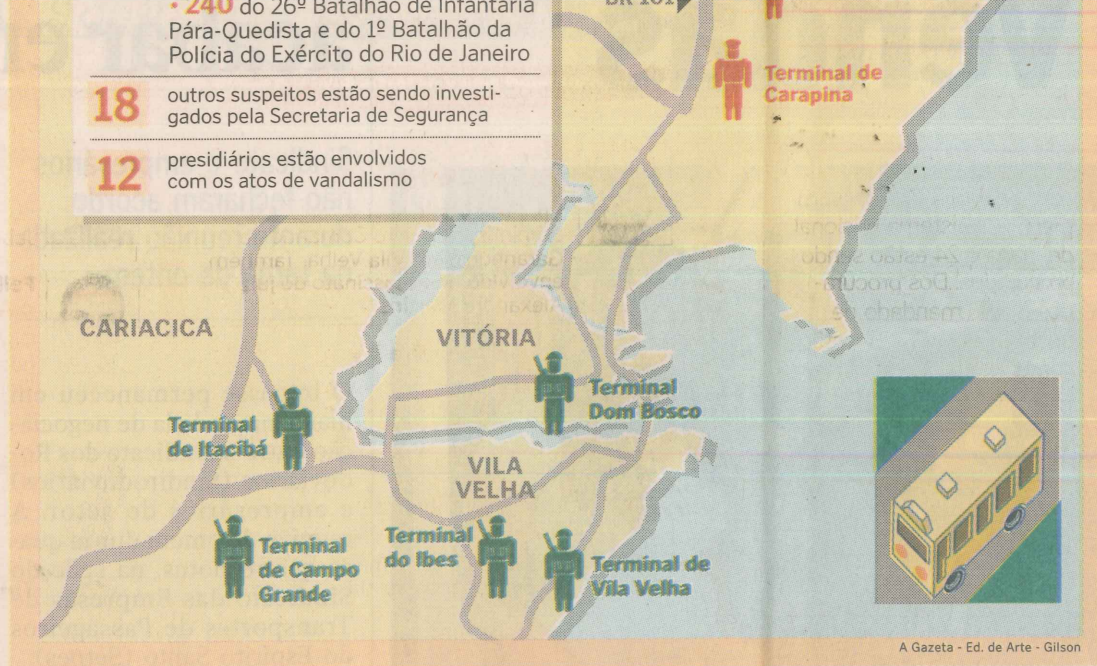 • 240 do 26º Batalhão de Infantaria
Pára-Quedista e do 1º Batalhão da
Polícia do Exército do Rio de Janeiro
18 outros suspeitos estão sendo investi-
gados pela Secretaria de Segurança
12 presidiários estão envolvidos
com os atos de vandalismo
BR 101
Terminal de
Carapina
CARIACICA
VITÓRIA
Terminal
Dom Bosco
Terminal
de Itacibá
VILA
VELHA
Terminal
do Ibes
Terminal
de Campo
Grande
Terminal de
Vila Velha
A Gazeta - Ed. de Arte - Gilson